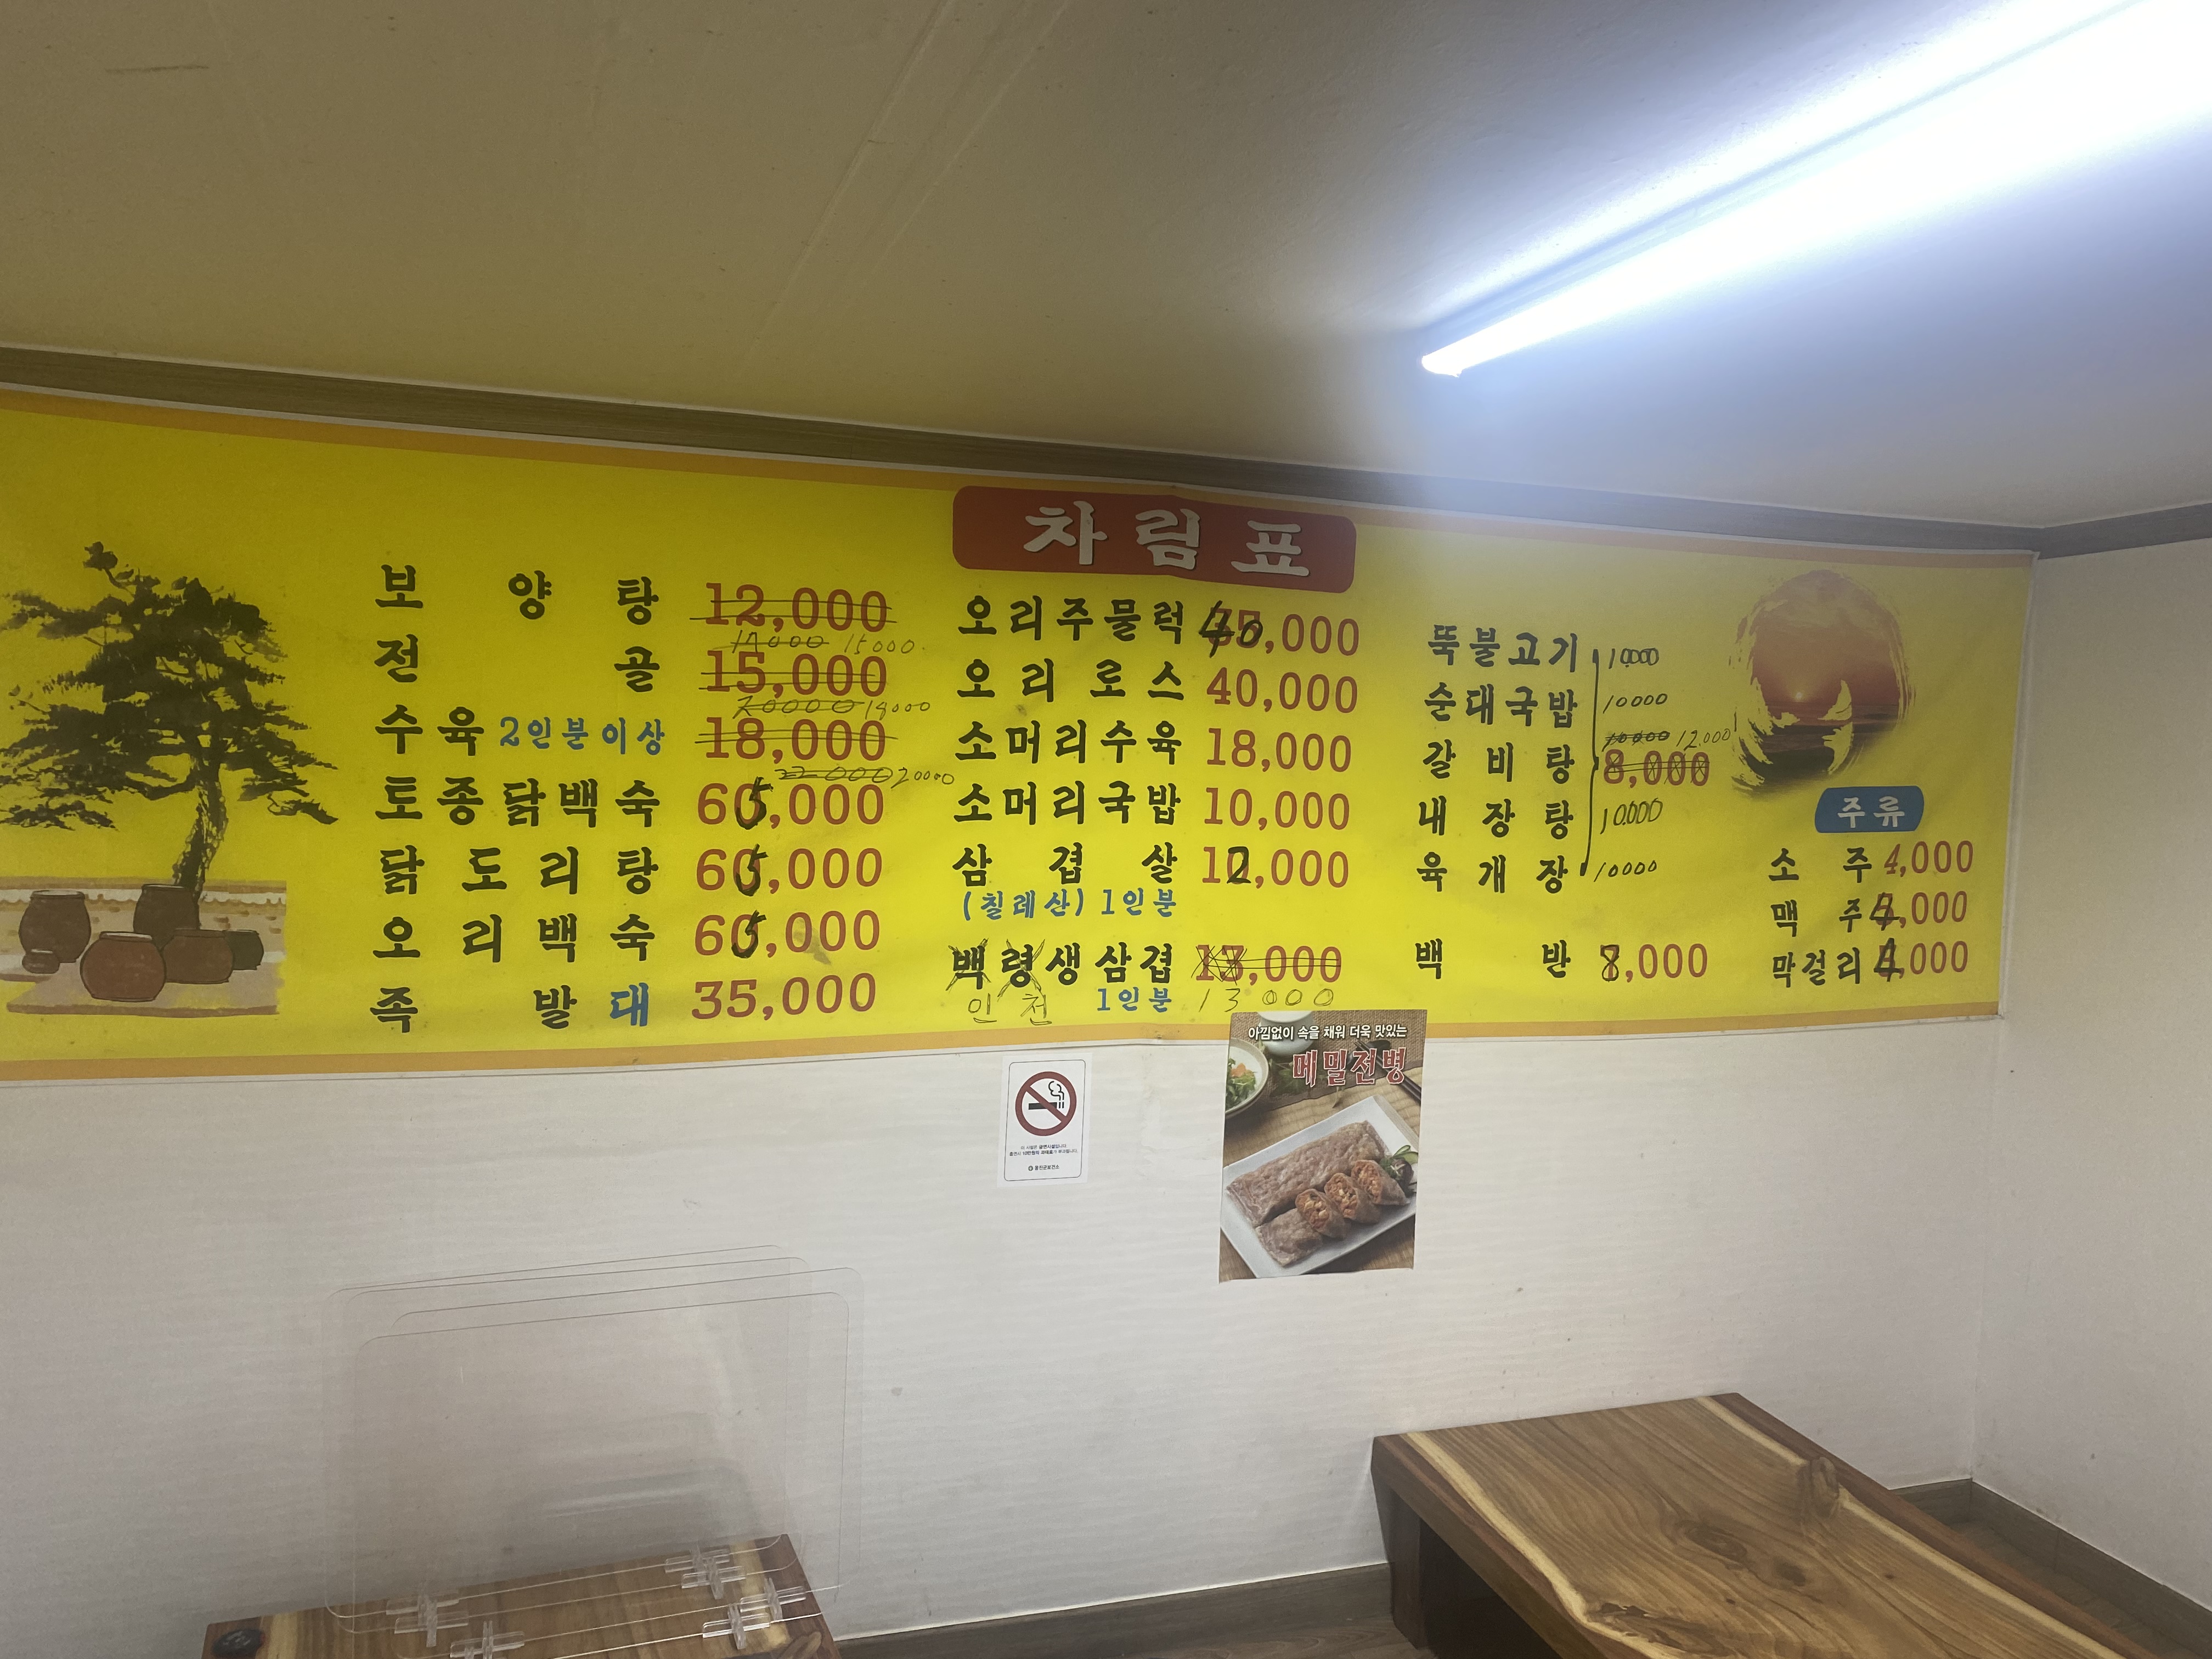 차림표
보양탕 12,000
17000 15000
전골 15,000
20000 18000
수육 2인분이상 18,000
22000 20000
토종닭백숙 65,000
닭도리탕 65,000
오리백숙 65,000
족발 대 35,000
오리주물럭 40,000
오리로스 40,000
소머리수육 18,000
소머리국밥 10,000
삼겹살 12,000
(칠레산) 1인분
백령생삼겹 13,000
인천 1인분 13000
뚝불고기 10000
순대국밥 10000
10000 12.000
갈비탕 8,000
내장탕 10.000
육개장 10000
백반 8,000
주류
소주 4,000
맥주 4,000
막걸리 4,000
아낌없이 속을 채워 더욱 맛있는
메밀전병